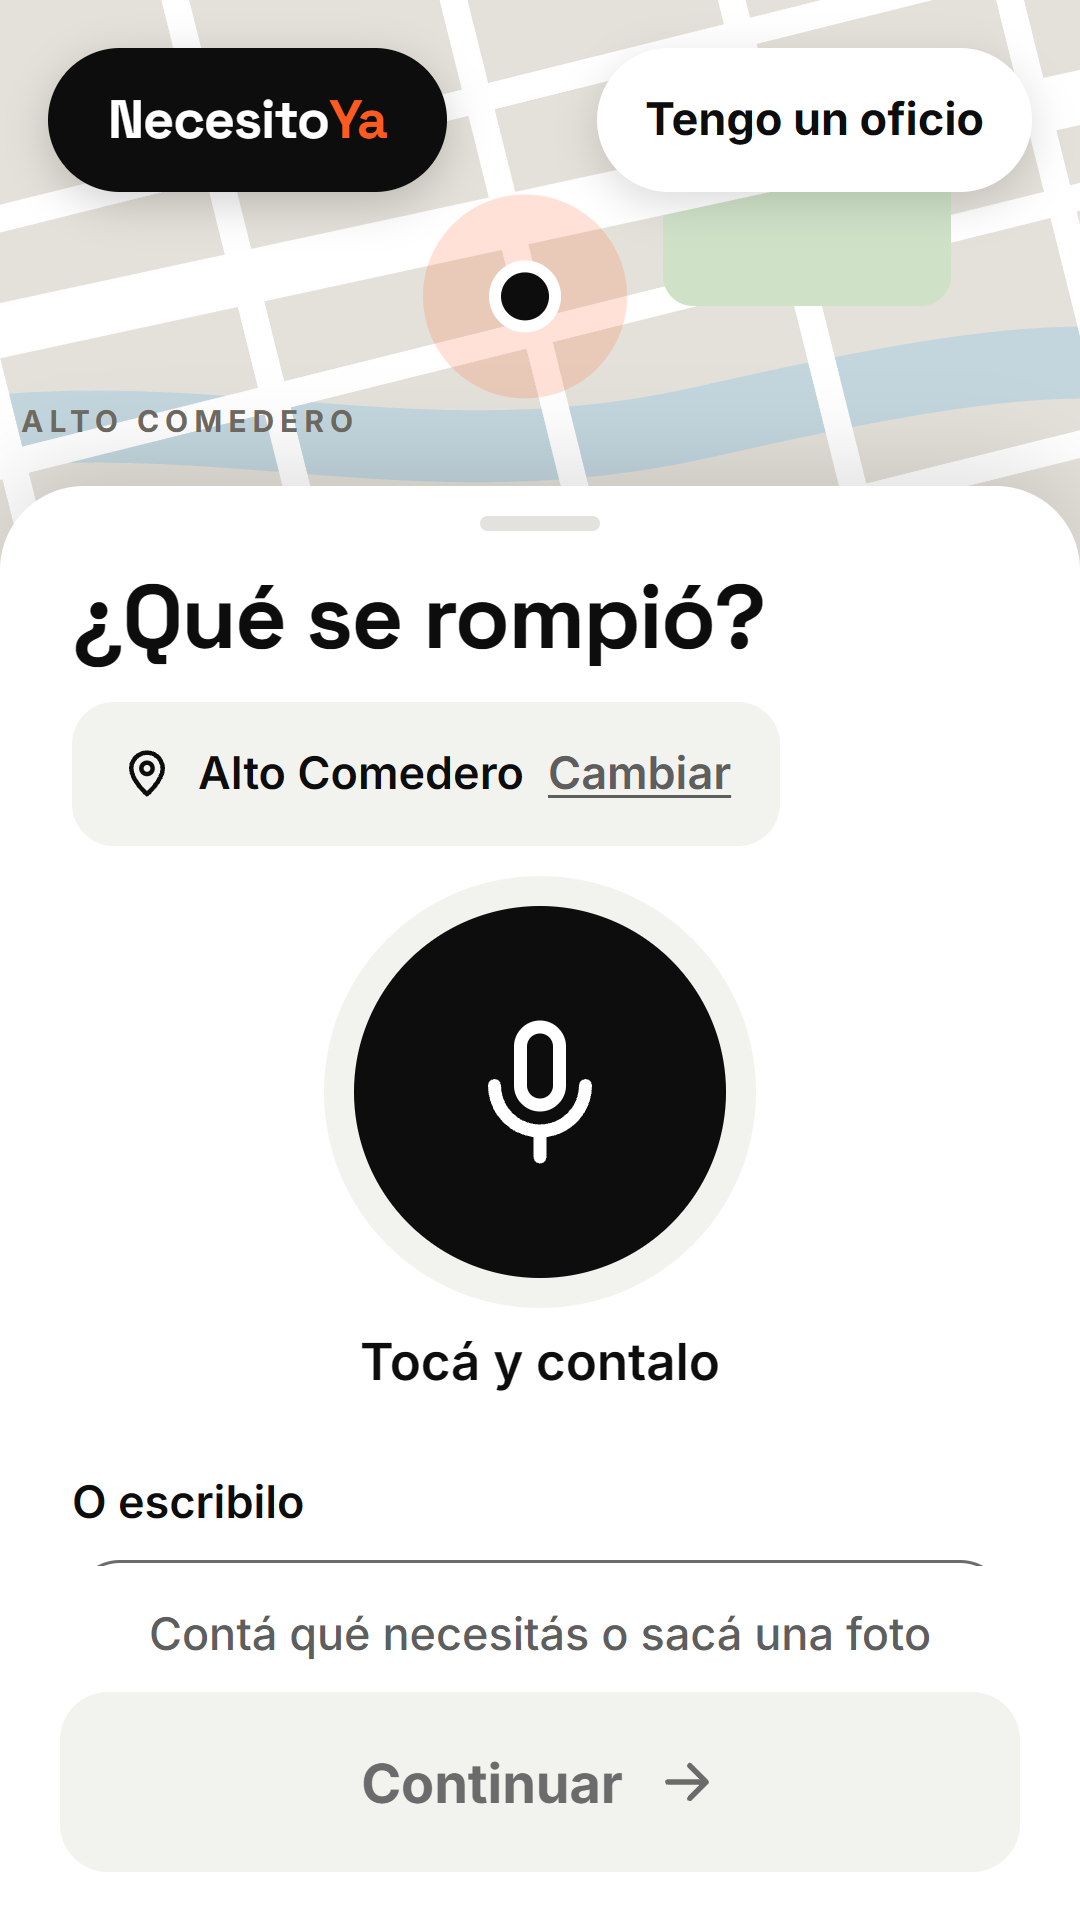 NecesitoYa
Tengo un oficio
ALTO COMEDERO
¿Qué se rompió?
Alto Comedero Cambiar
Tocá y contalo
O escribilo
Contá qué necesitás o sacá una foto
Continuar →